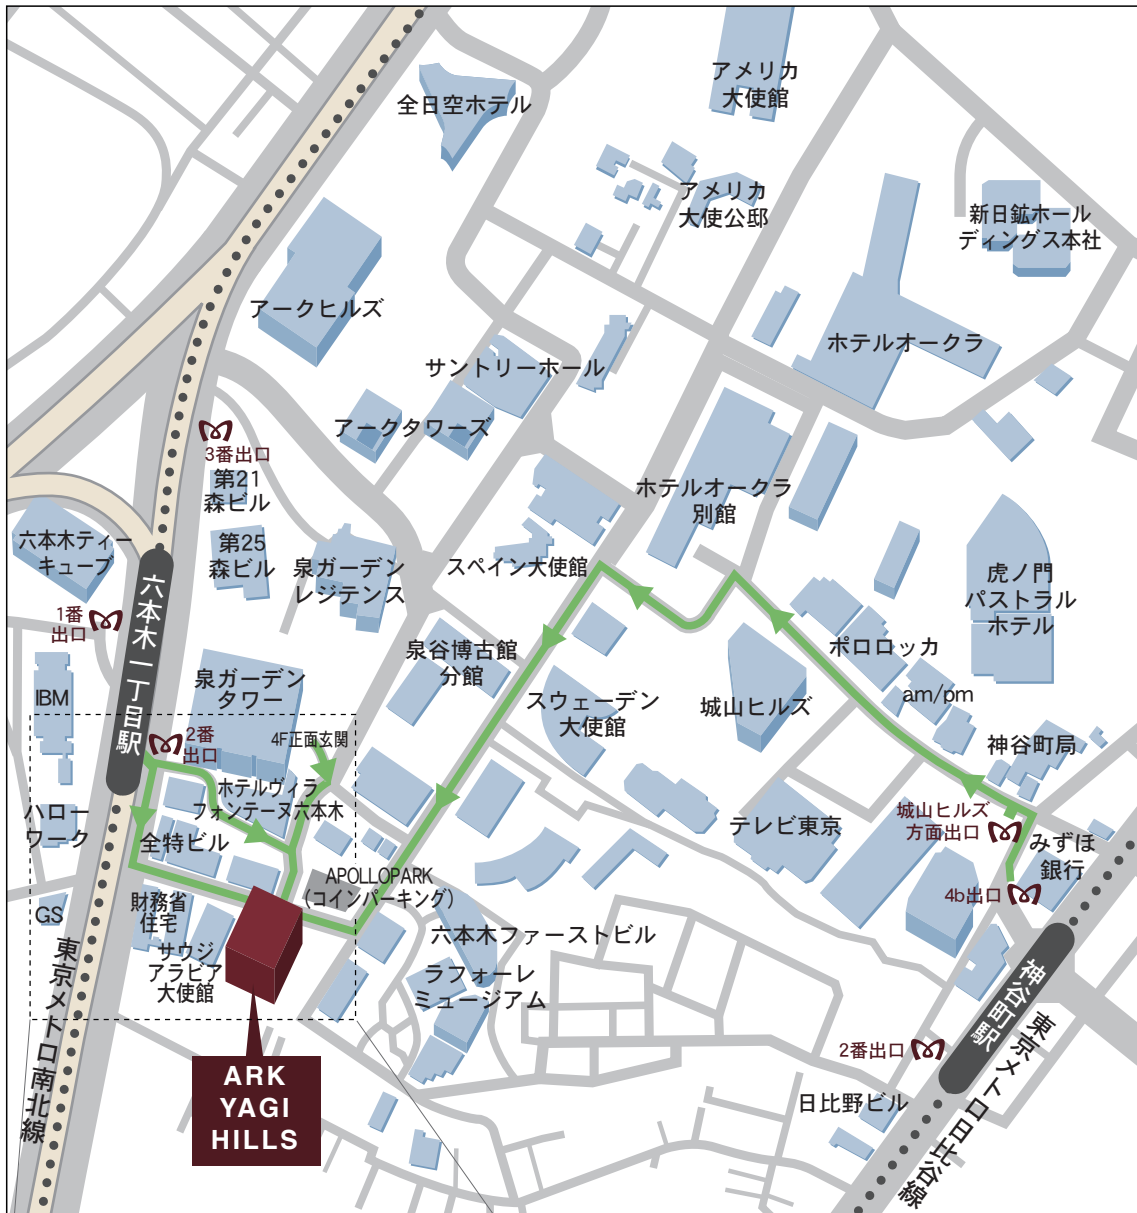 アメリカ
大使館
全日空ホテル
アメリカ
大使公邸
新日鉱ホール
ディングス本社
アークヒルズ
ホテルオークラ
サントリーホール
アークタワーズ
3番出口
第21
森ビル
ホテルオークラ
別館
六本木ティー
キューブ
第25
森ビル
泉ガーデン
レジデンス
スペイン大使館
虎ノ門
パストラル
ホテル
1番
出口
六本木一丁目駅
泉谷博古館
分館
ポロロッカ
IBM
泉ガーデン
タワー
スウェーデン
大使館
城山ヒルズ
am/pm
2番
出口
4F正面玄関
神谷町局
ホテルヴィラ
フォンテーヌ六本木
ハロー
ワーク
全特ビル
テレビ東京
城山ヒルズ
方面出口
みずほ
銀行
APOLLOPARK
（コインパーキング）
4b出口
GS
財務省
住宅
サウジ
アラビア
大使館
六本木ファーストビル
ラフォーレ
ミュージアム
東京メトロ南北線
神谷町駅
東京メトロ日比谷線
2番出口
日比野ビル
ARK
YAGI
HILLS